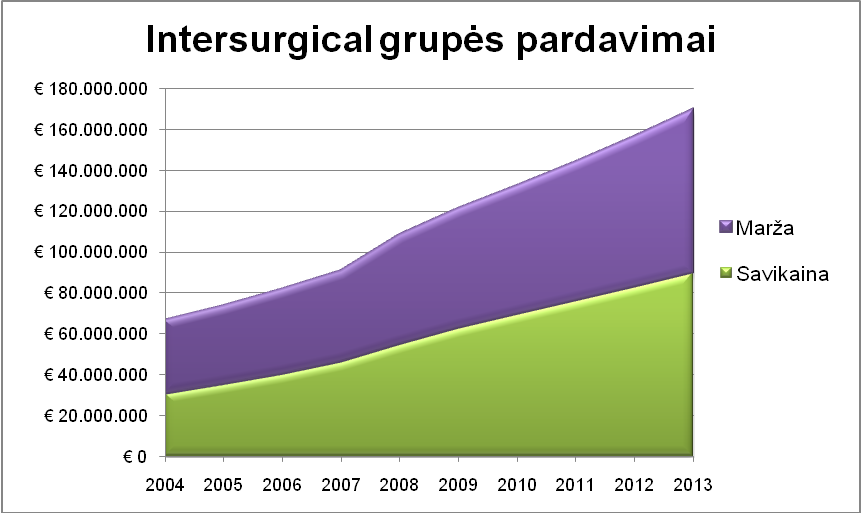 Intersurgical grupės pardavimai
€ 180.000.000
€ 160.000.000
€ 140.000.000
€ 120.000.000
€ 100.000.000
€ 80.000.000
€ 60.000.000
€ 40.000.000
€ 20.000.000
€ 0
2004 2005 2006 2007 2008 2009 2010 2011 2012 2013
Marža
Savikaina